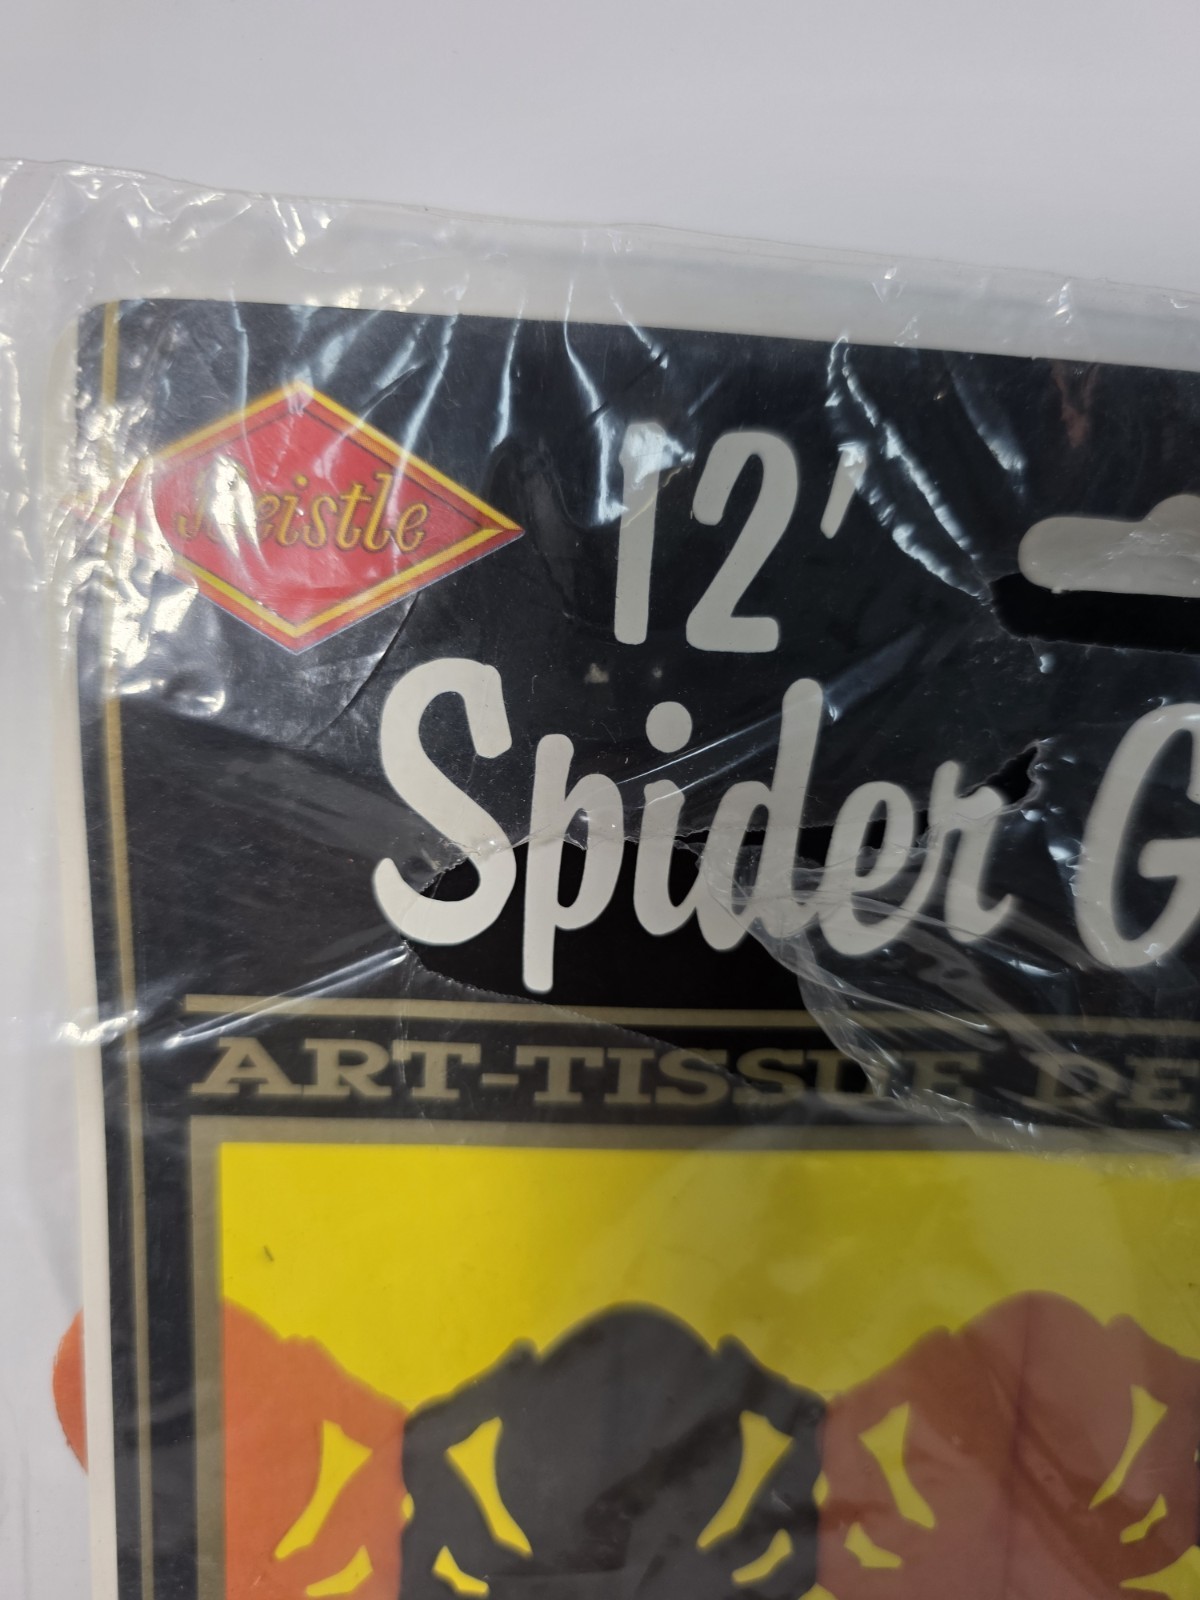 Beistle
12'
Spider G
ART-TISSUE DE